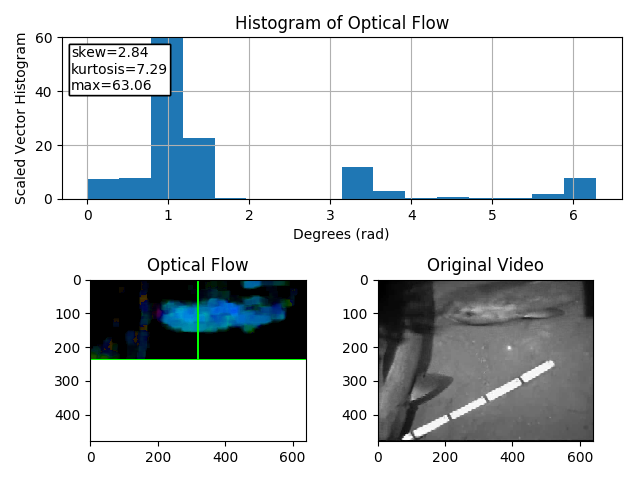 Histogram of Optical Flow
60
40
20
0
Scaled Vector Histogram
skew=2.84
kurtosis=7.29
max=63.06
0 1 2 3 4 5 6
Degrees (rad)
Optical Flow
0
100
200
300
400
0 200 400 600
Original Video
0
100
200
300
400
0 200 400 600